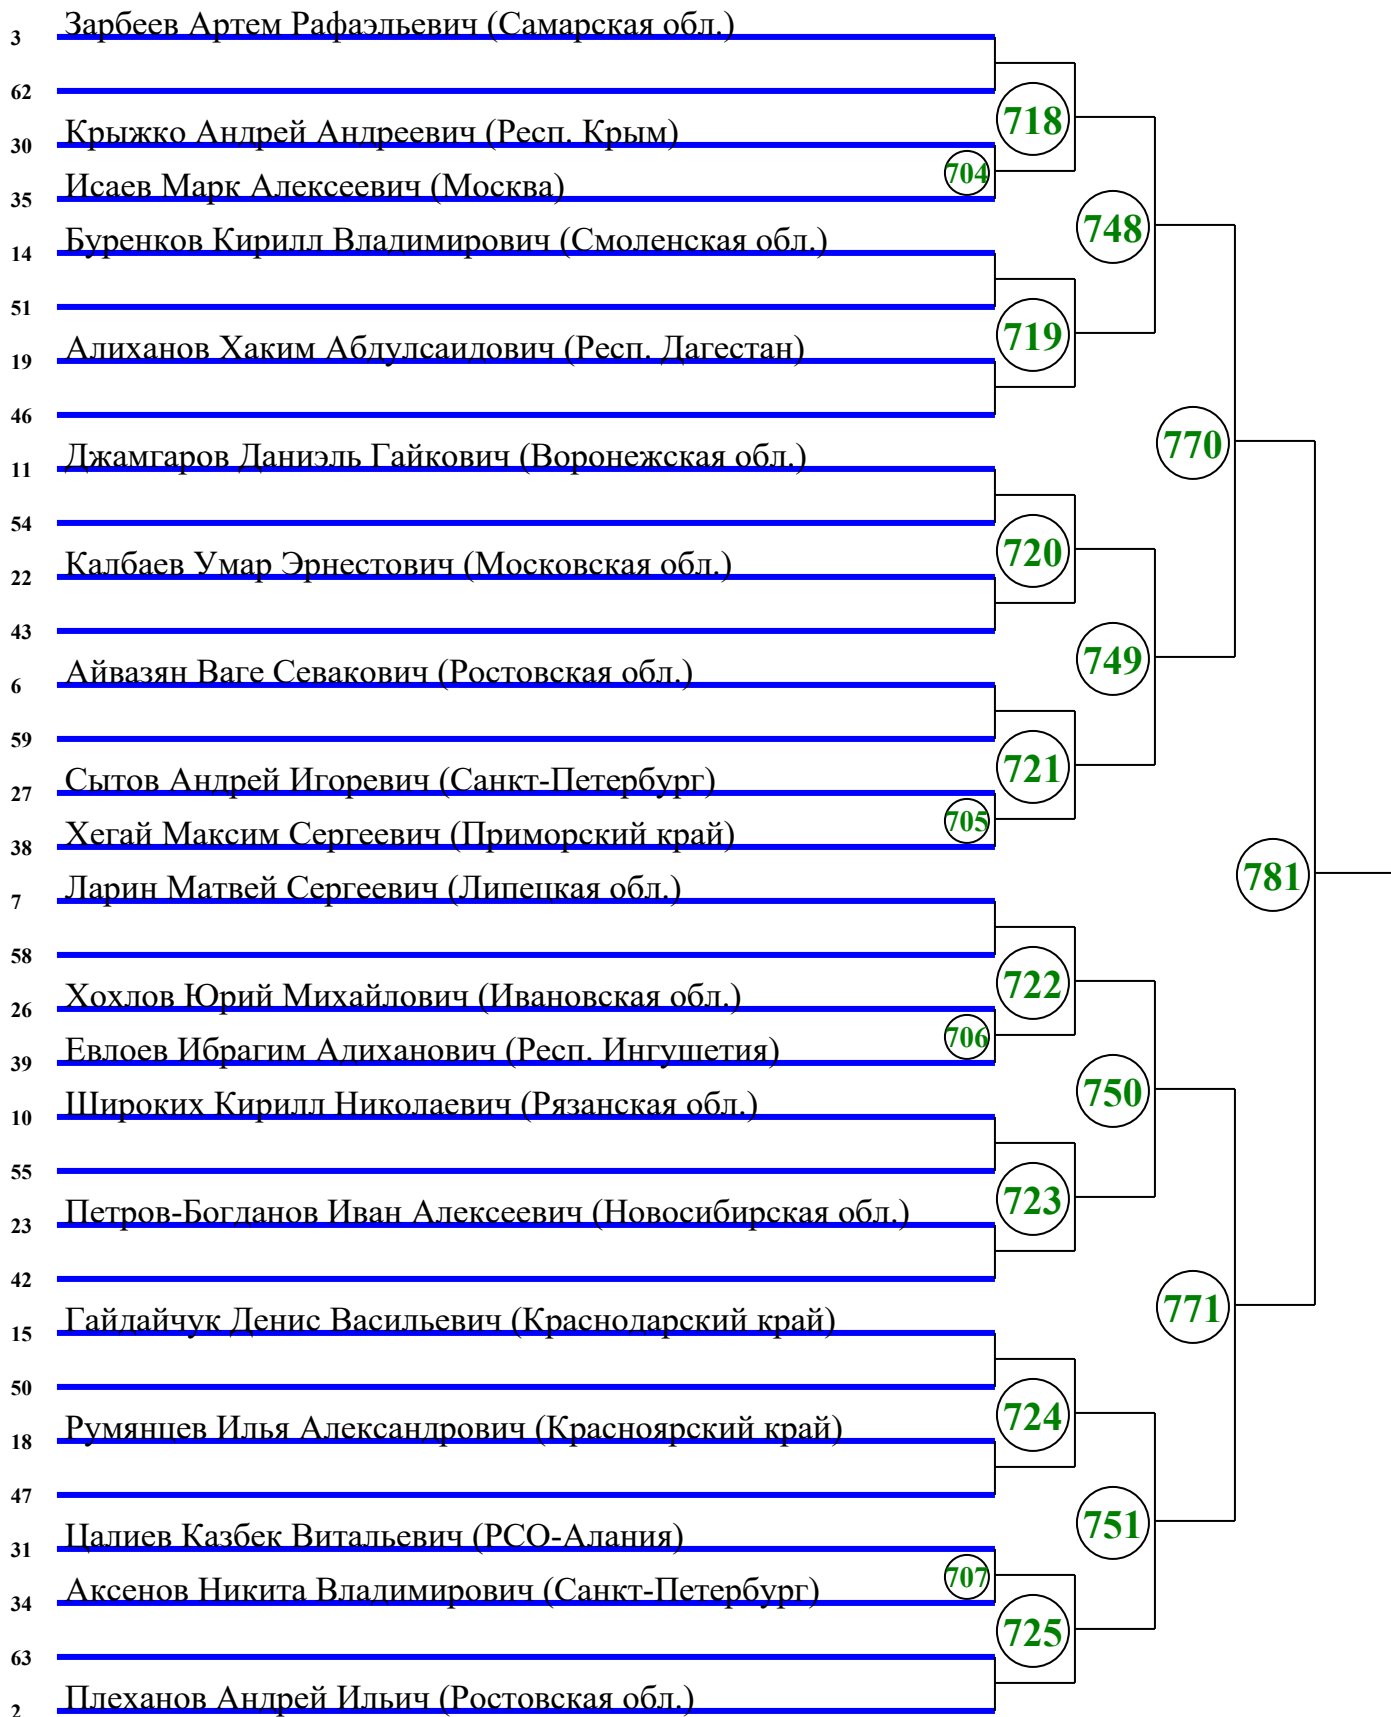 3 Зарбеев Артем Рафаэльевич (Самарская обл.)
62
718
30 Крыжко Андрей Андреевич (Респ. Крым)
704
35 Исаев Марк Алексеевич (Москва)
748
14 Буренков Кирилл Владимирович (Смоленская обл.)
51
719
19 Алиханов Хаким Абдулсаидович (Респ. Дагестан)
46
770
11 Джамгаров Даниэль Гайкович (Воронежская обл.)
54
720
22 Калбаев Умар Эрнестович (Московская обл.)
43
749
6 Айвазян Ваге Севакович (Ростовская обл.)
59
721
27 Сытов Андрей Игоревич (Санкт-Петербург)
705
38 Хегай Максим Сергеевич (Приморский край)
781
7 Ларин Матвей Сергеевич (Липецкая обл.)
58
722
26 Хохлов Юрий Михайлович (Ивановская обл.)
706
39 Евлоев Ибрагим Адиханович (Респ. Ингушетия)
750
10 Широких Кирилл Николаевич (Рязанская обл.)
55
723
23 Петров-Богданов Иван Алексеевич (Новосибирская обл.)
42
771
15 Гайдайчук Денис Васильевич (Краснодарский край)
50
724
18 Румянцев Илья Александрович (Красноярский край)
47
751
31 Цалиев Казбек Витальевич (РСО-Алания)
707
34 Аксенов Никита Владимирович (Санкт-Петербург)
725
63
2 Плеханов Андрей Ильич (Ростовская обл.)